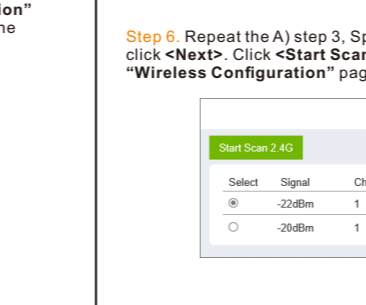 ion”
ne
Step 6. Repeat the A) step 3, Sp
click <Next>. Click <Start Scan
“Wireless Configuration” pag
Start Scan 2.4G
Select Signal Ch
-22dBm 1
-20dBm 1